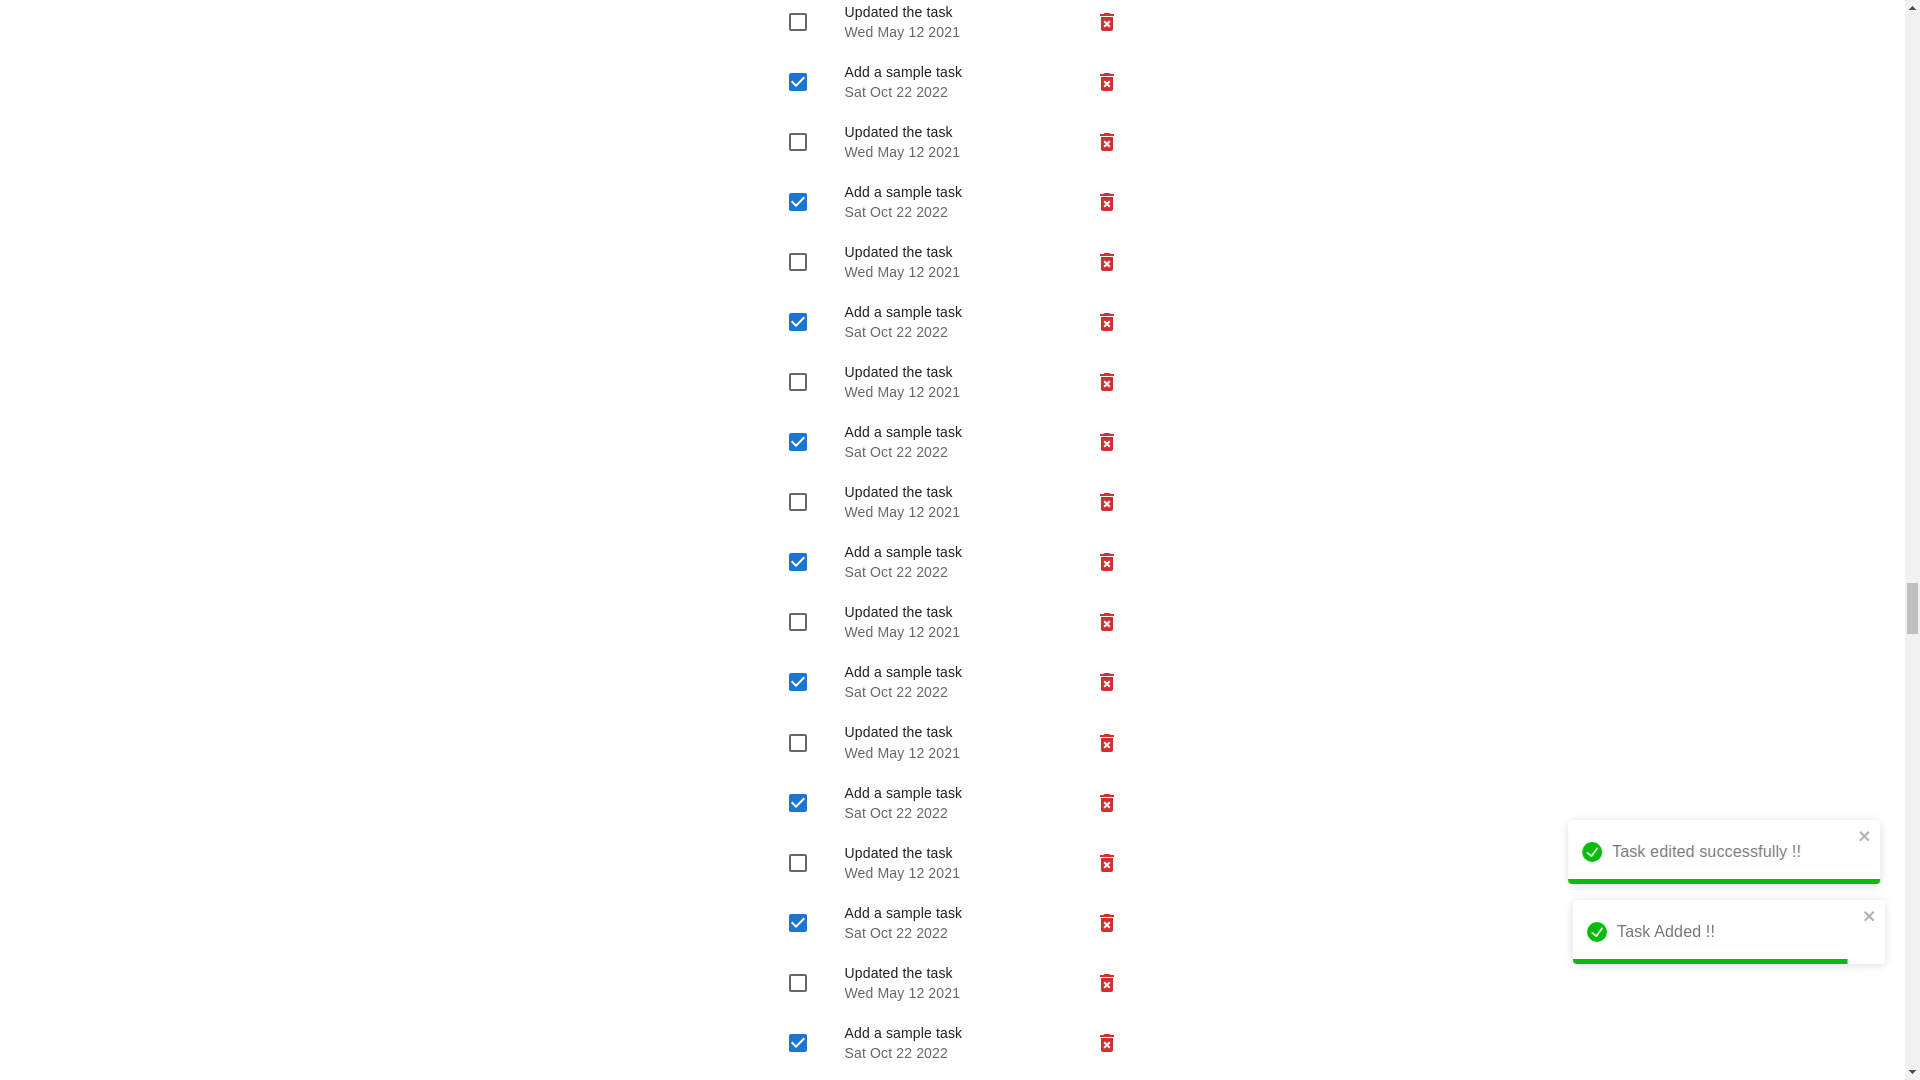 Updated the task
Wed May 12 2021
Add a sample task
Sat Oct 22 2022
Updated the task
Wed May 12 2021
Add a sample task
Sat Oct 22 2022
Updated the task
Wed May 12 2021
Add a sample task
Sat Oct 22 2022
Updated the task
Wed May 12 2021
Add a sample task
Sat Oct 22 2022
Updated the task
Wed May 12 2021
Add a sample task
Sat Oct 22 2022
Updated the task
Wed May 12 2021
Add a sample task
Sat Oct 22 2022
Updated the task
Wed May 12 2021
Add a sample task
Sat Oct 22 2022
Updated the task
Wed May 12 2021
Add a sample task
Sat Oct 22 2022
Updated the task
Wed May 12 2021
Add a sample task
Sat Oct 22 2022
Task edited successfully !!
Task Added !!